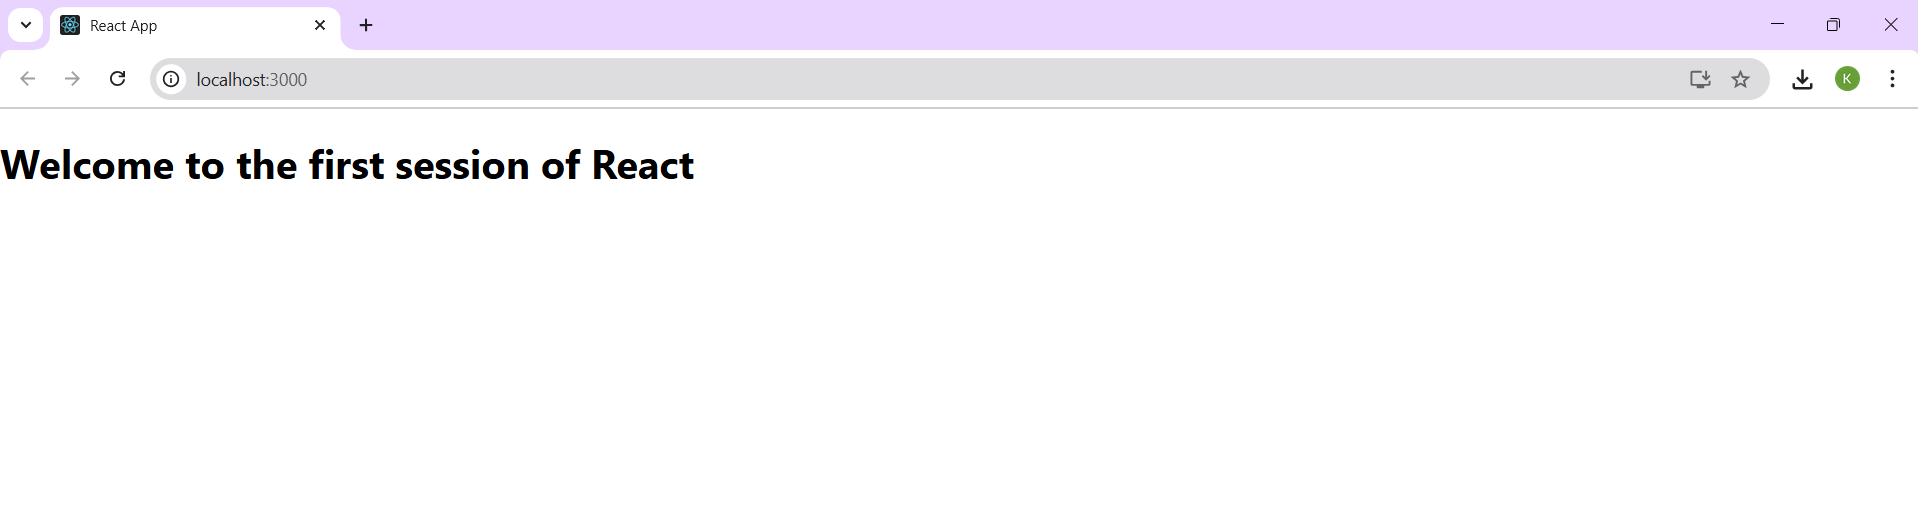 React App
localhost:3000
K
Welcome to the first session of React